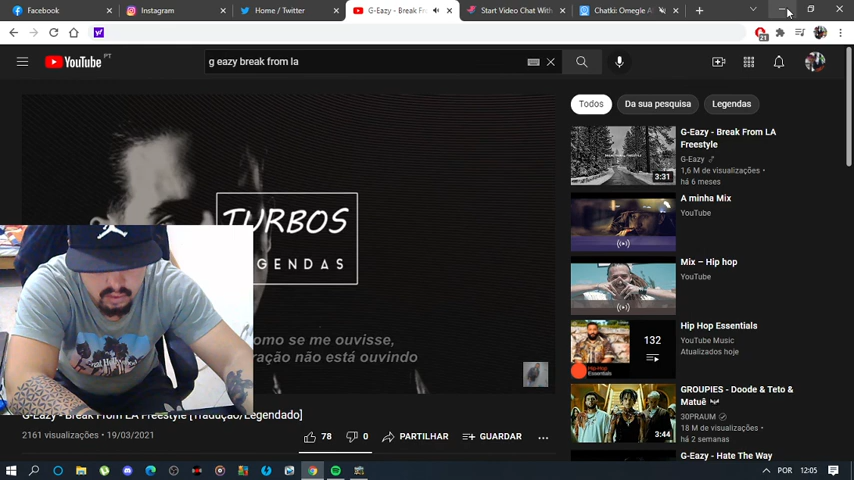 Facebook
Instagram
Home / Twitter
G-Eazy - Break Fr
Start Video Chat With
Chatki: Omegle A
PT
YouTube
g eazy break from la
21
Todos
Da sua pesquisa
Legendas
TURBOS
GENDAS
omo se me ouvisse,
ração não está ouvindo
G-Eazy - Break From LA Freestyle [Tradução/Legendado]
2161 visualizações • 19/03/2021
78
0
PARTILHAR
GUARDAR
G-Eazy - Break From LA
Freestyle
G-Eazy
1,6 M de visualizações •
há 6 meses
3:31
A minha Mix
YouTube
Mix – Hip hop
YouTube
Hip Hop Essentials
YouTube Music
Atualizados hoje
132
Hip-Hop
Essentials
GROUPIES - Doode & Teto &
Matuê
30PRAUM
18 M de visualizações •
há 2 semanas
3:44
G-Eazy - Hate The Way
POR
12:05